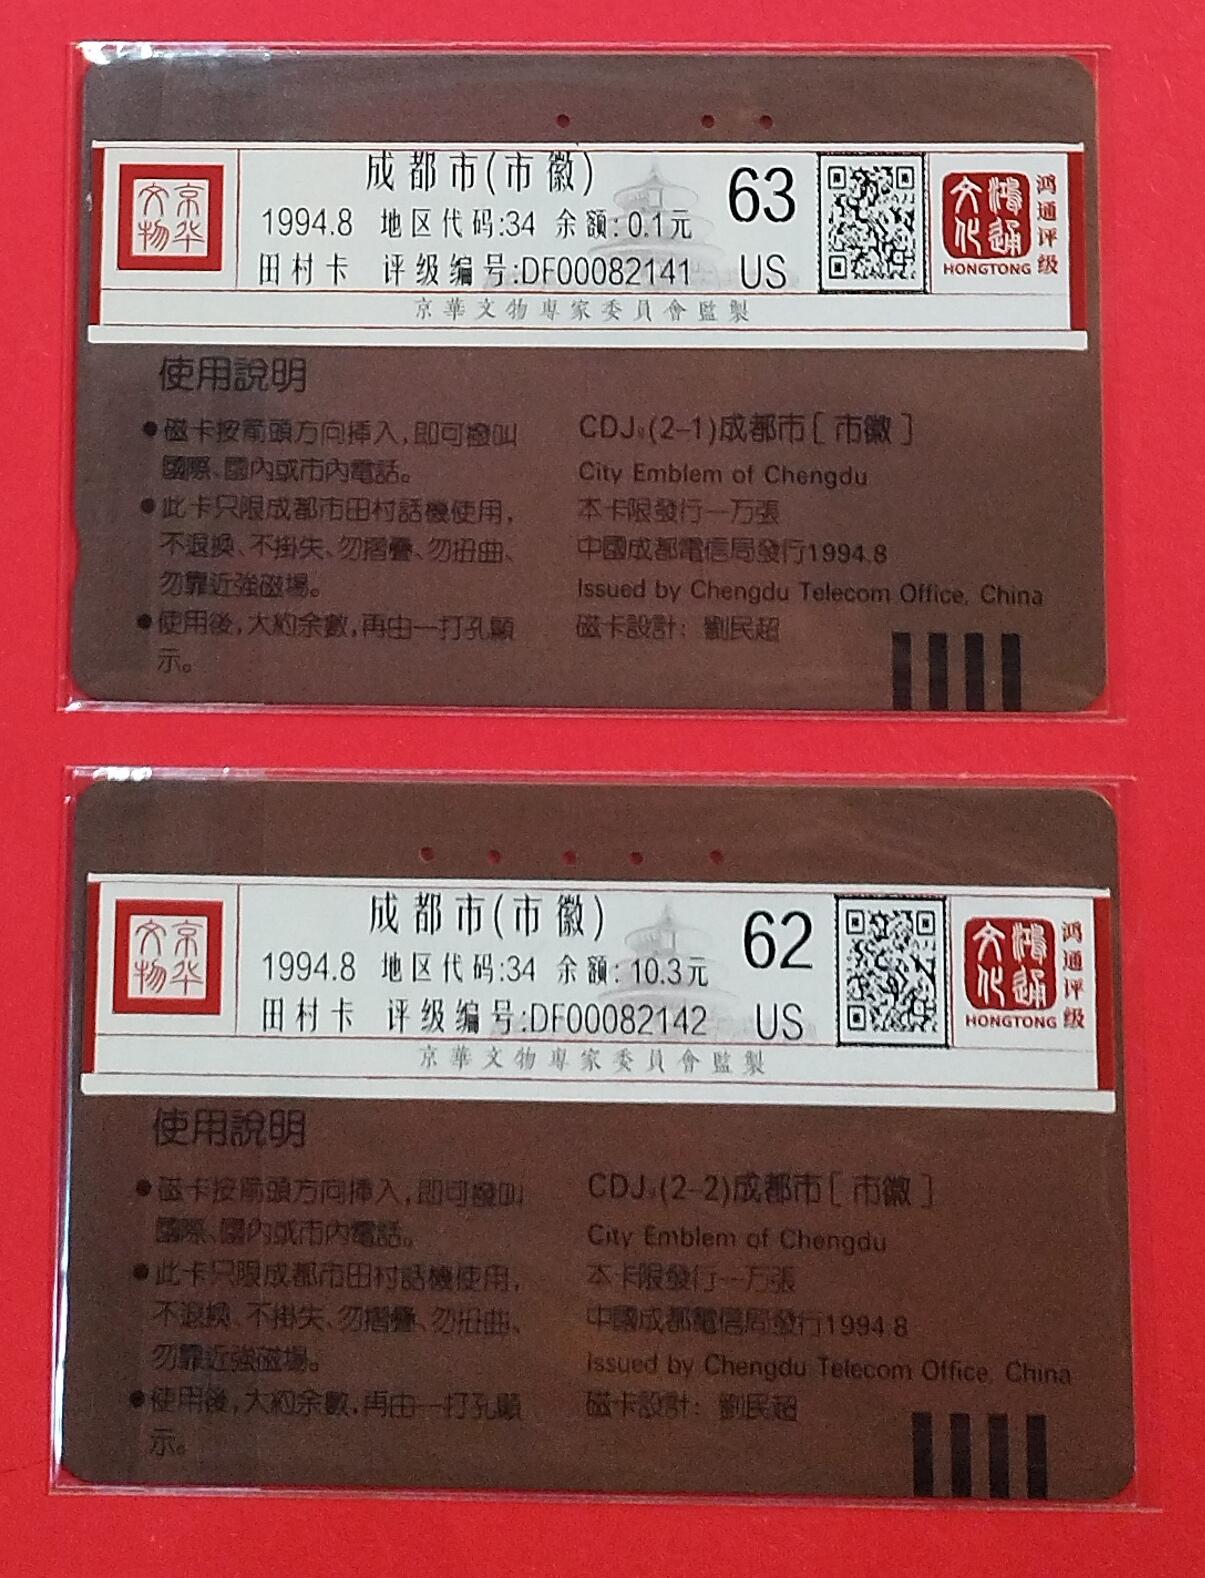 成都市(市徽)
63
1994.8 地区代码:34 余额: 0.1元
田村卡 评级编号:DF00082141
US
京华文物
鸿通文化
HONGTONG
鸿通评级
京華文物專家委員會監製
使用說明
●磁卡按箭頭方向挿入,即可撥叫
國際、國內或市內電話。
●此卡只限成都市田村話機使用,
不退換、不掛失、勿摺疊、勿扭曲、
勿靠近強磁場。
●使用後,大約余數,再由一打孔顯
示。
(2-1)成都市[ 市徽 ]
City Emblem of Chengdu
本卡限發行一万張
中國成都電信局發行1994.8
Issued by Chengdu Telecom Office, China
磁卡設計: 劉民超
成都市(市徽)
62
1994.8 地区代码:34 余额: 10.3元
田村卡 评级编号:DF00082142
US
京华文物
鸿通文化
HONGTONG
鸿通评级
京華文物專家委員會監製
使用說明
●磁卡按箭頭方向挿入,即可撥叫
國際、國內或市內電話。
●此卡只限成都市田村話機使用,
不退換、不掛失、勿摺疊、勿扭曲、
勿靠近強磁場。
●使用後,大約余數,再由一打孔顯
示。
(2-2)成都市[ 市徽 ]
City Emblem of Chengdu
本卡限發行一万張
中國成都電信局發行1994.8
Issued by Chengdu Telecom Office, China
磁卡設計: 劉民超